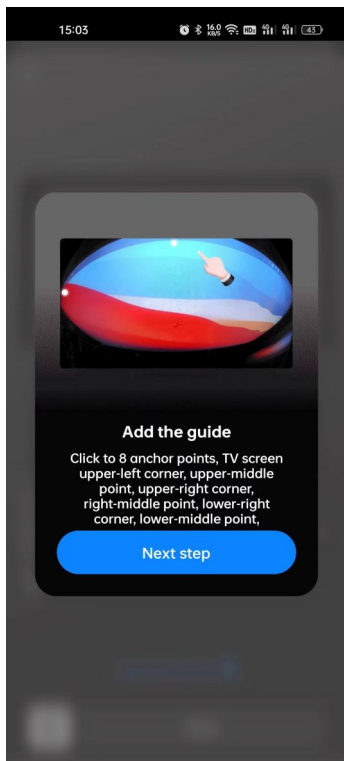 15:03
16.0
KB/S
HD
4G
4G
43
Add the guide
Click to 8 anchor points, TV screen
upper-left corner, upper-middle
point, upper-right corner,
right-middle point, lower-right
corner, lower-middle point,
Next step